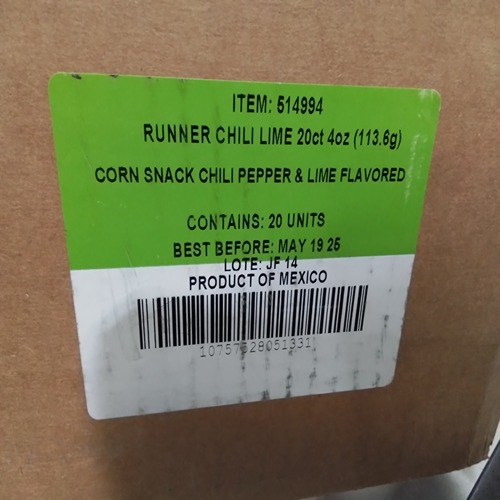 ITEM: 514994
RUNNER CHILI LIME 20ct 4oz (113.6g)
CORN SNACK CHILI PEPPER & LIME FLAVORED
CONTAINS: 20 UNITS
BEST BEFORE: MAY 19 25
LOTE: JF 14
PRODUCT OF MEXICO
10757528051331